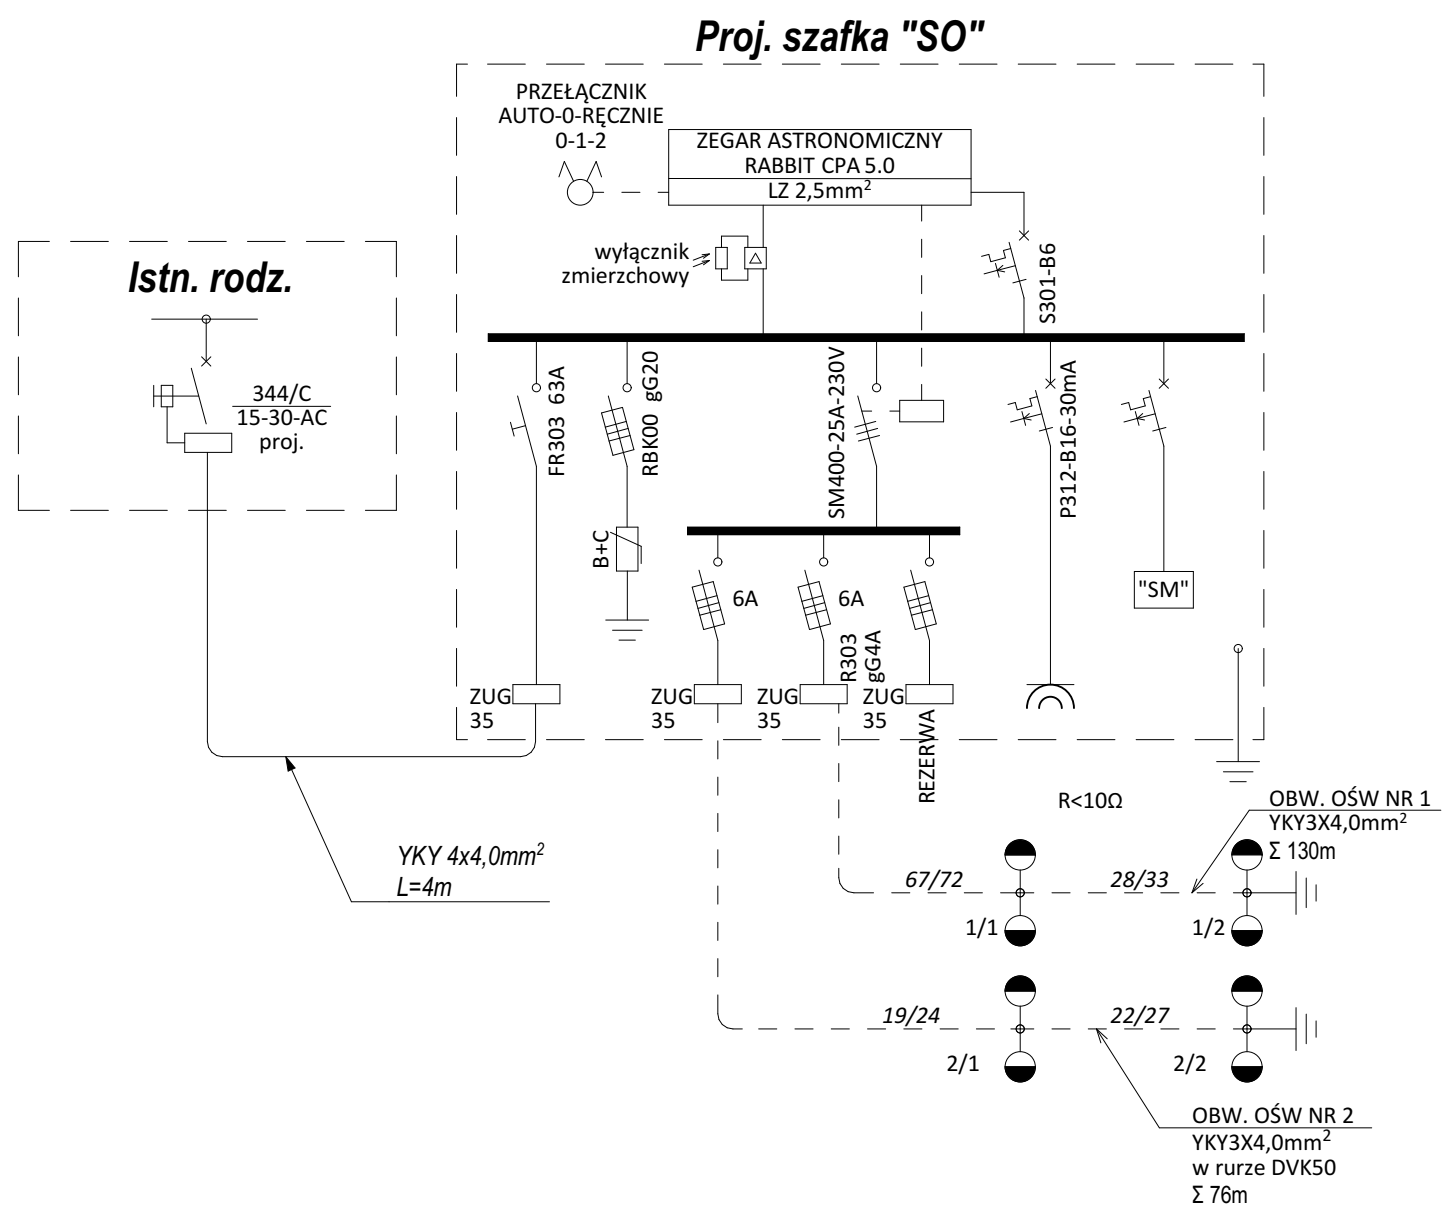 Proj. szafka "SO"
PRZEŁĄCZNIK
AUTO-0-RĘCZNIE
0-1-2
ZEGAR ASTRONOMICZNY
RABBIT CPA 5.0
LZ 2,5mm²
wyłącznik
zmierzchowy
S301-B6
Istn. rodz.
344/C
15-30-AC
proj.
FR303 63A
RBK00 gG20
SM400-25A-230V
P312-B16-30mA
B+C
6A
6A
"SM"
R303
gG4A
ZUG
35
ZUG
35
ZUG
35
ZUG
35
REZERWA
R<10Ω
YKY 4x4,0mm²
L=4m
OBW. OŚW NR 1
YKY3X4,0mm²
Σ 130m
67/72
28/33
1/1
1/2
19/24
22/27
2/1
2/2
OBW. OŚW NR 2
YKY3X4,0mm²
w rurze DVK50
Σ 76m